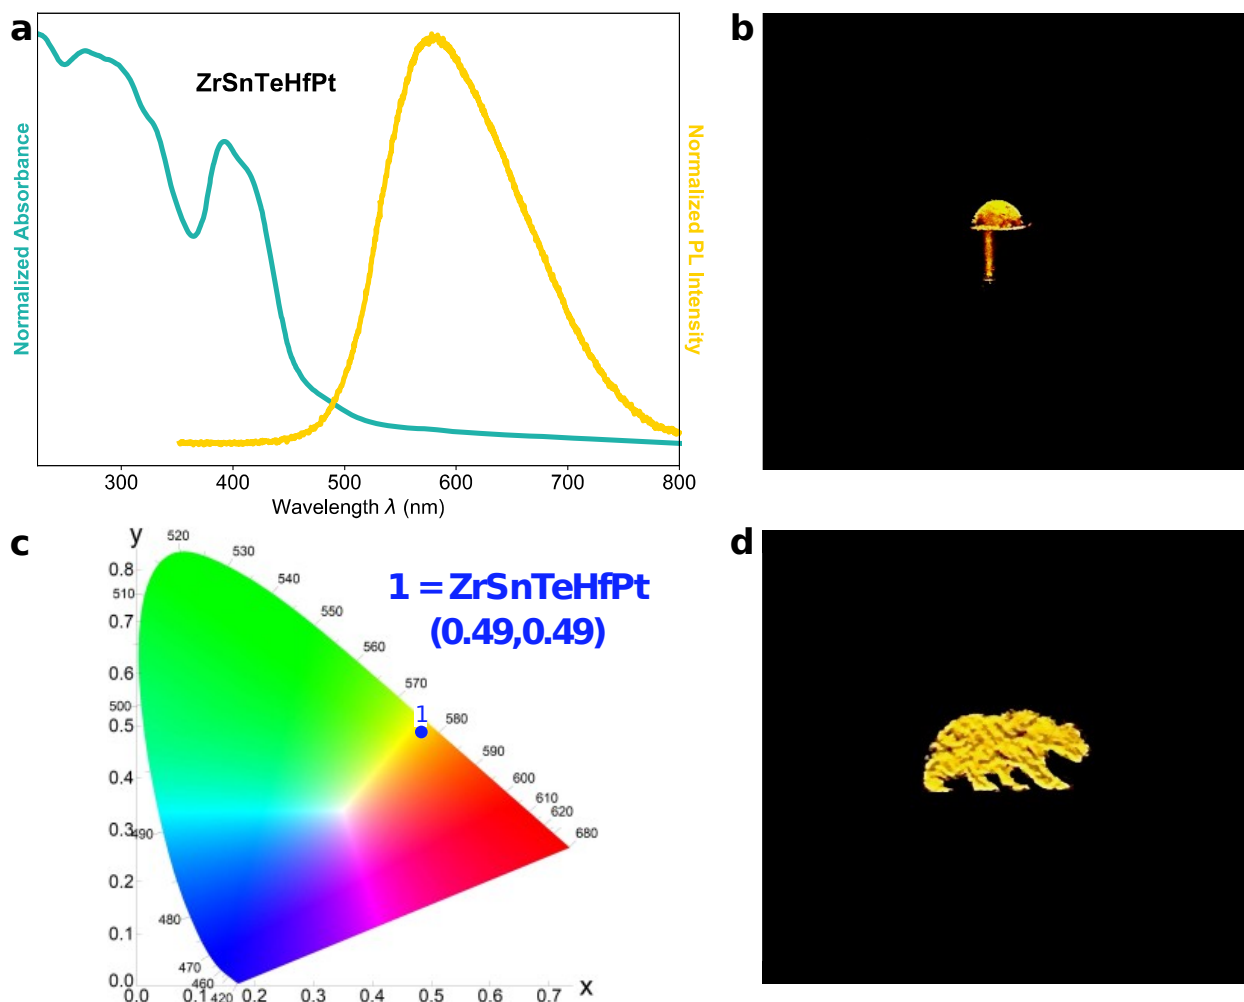 a
ZrSnTeHfPt
Normalized Absorbance
Normalized PL Intensity
300 400 500 600 700 800
Wavelength λ (nm)
b
c
y
1 = ZrSnTeHfPt
(0.49,0.49)
520
530
540
550
560
570
580
590
600
610
620
680
510
500
490
480
470
460
420
1
0.8
0.7
0.6
0.5
0.4
0.3
0.2
0.1
0.0
0.0 0.1 0.2 0.3 0.4 0.5 0.6 0.7 x
d